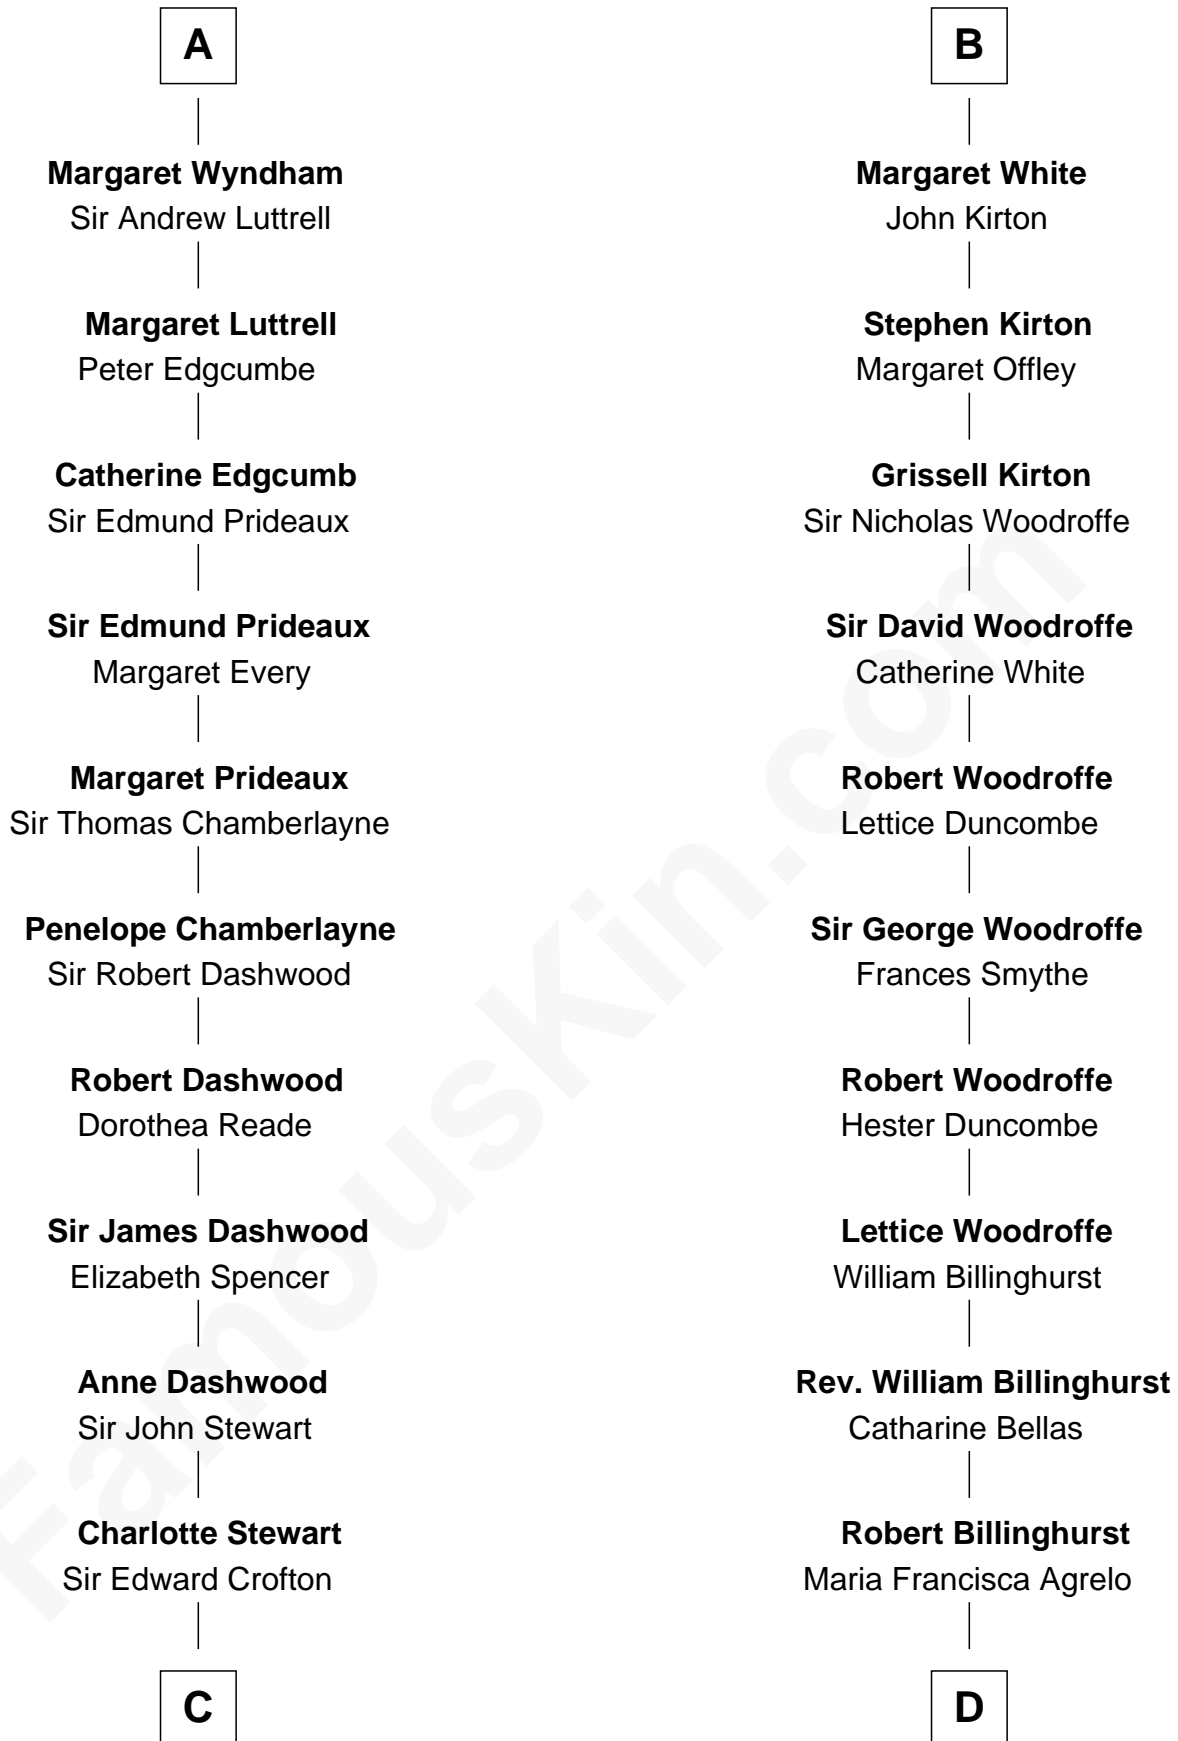 A
Margaret Wyndham
Sir Andrew Luttrell
Margaret Luttrell
Peter Edgcumbe
Catherine Edgcumb
Sir Edmund Prideaux
Sir Edmund Prideaux
Margaret Every
Margaret Prideaux
Sir Thomas Chamberlayne
Penelope Chamberlayne
Sir Robert Dashwood
Robert Dashwood
Dorothea Reade
Sir James Dashwood
Elizabeth Spencer
Anne Dashwood
Sir John Stewart
Charlotte Stewart
Sir Edward Crofton
C
B
Margaret White
John Kirton
Stephen Kirton
Margaret Offley
Grissell Kirton
Sir Nicholas Woodroffe
Sir David Woodroffe
Catherine White
Robert Woodroffe
Lettice Duncombe
Sir George Woodroffe
Frances Smythe
Robert Woodroffe
Hester Duncombe
Lettice Woodroffe
William Billinghurst
Rev. William Billinghurst
Catharine Bellas
Robert Billinghurst
Maria Francisca Agrelo
D
FamousKin.com